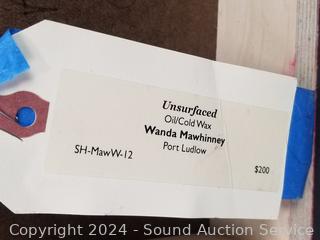 Unsurfaced
Oil/Cold Wax
Wanda Mawhinney
Port Ludlow
SH-MawW-12
$200
Copyright 2024 - Sound Auction Service